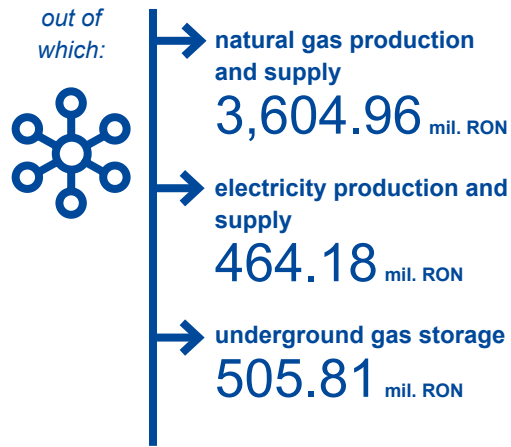 out of
which:
natural gas production
and supply
3,604.96 mil. RON
electricity production and
supply
464.18 mil. RON
underground gas storage
505.81 mil. RON